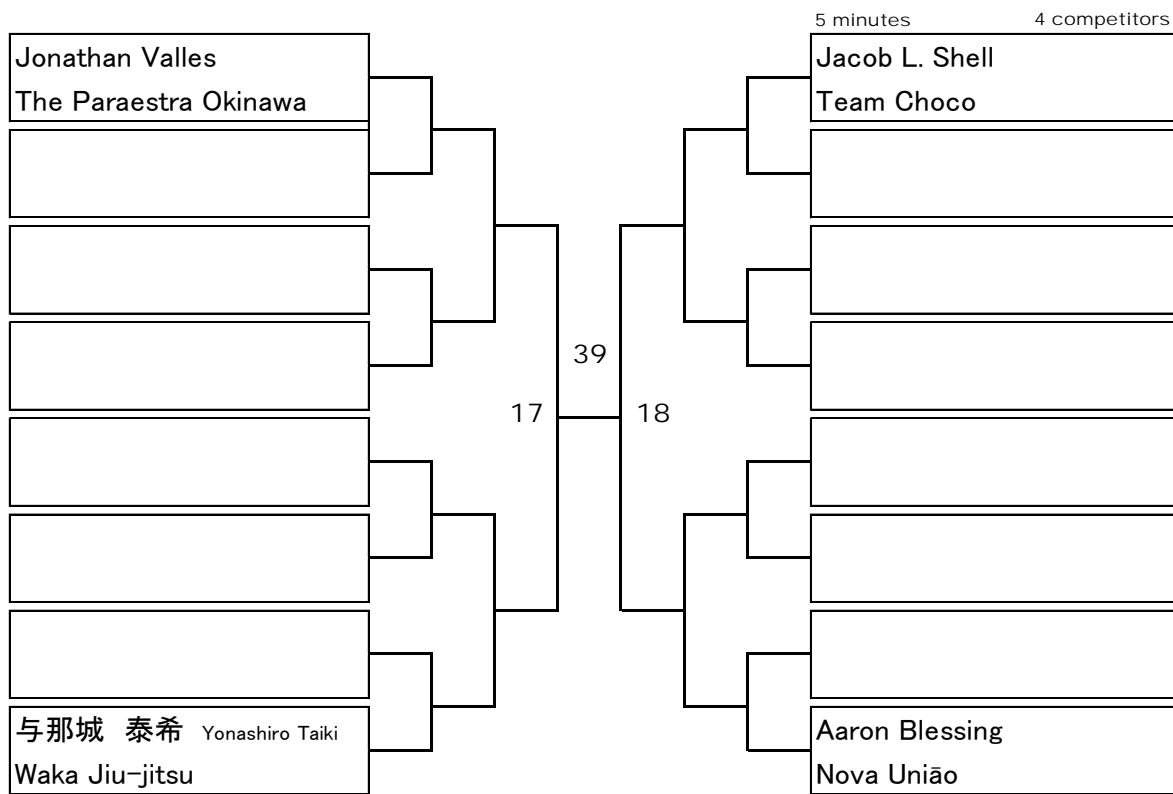 5 minutes 4 competitors
Jonathan Valles
The Paraestra Okinawa
Jacob L. Shell
Team Choco
39
17
18
与那城 泰希 Yonashiro Taiki
Waka Jiu-jitsu
Aaron Blessing
Nova União